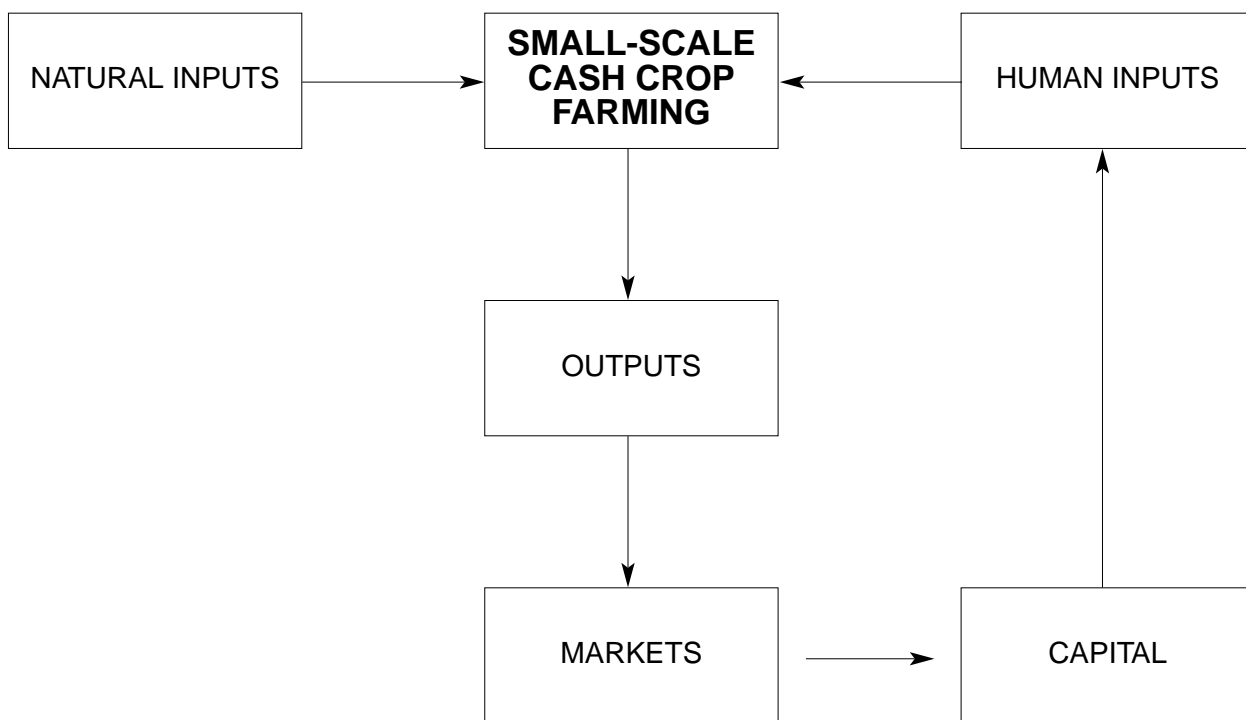 NATURAL INPUTS
SMALL-SCALE
CASH CROP
FARMING
HUMAN INPUTS
OUTPUTS
MARKETS
CAPITAL